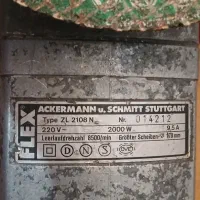 FLEX
ACKERMANN u. SCHMITT STUTTGART
Type ZL 2108 N Nr. 014212
220 V~ 2000 W 9,5 A
Leerlaufdrehzahl 8500/min Größter Scheiben-Ø 178 mm
D N S